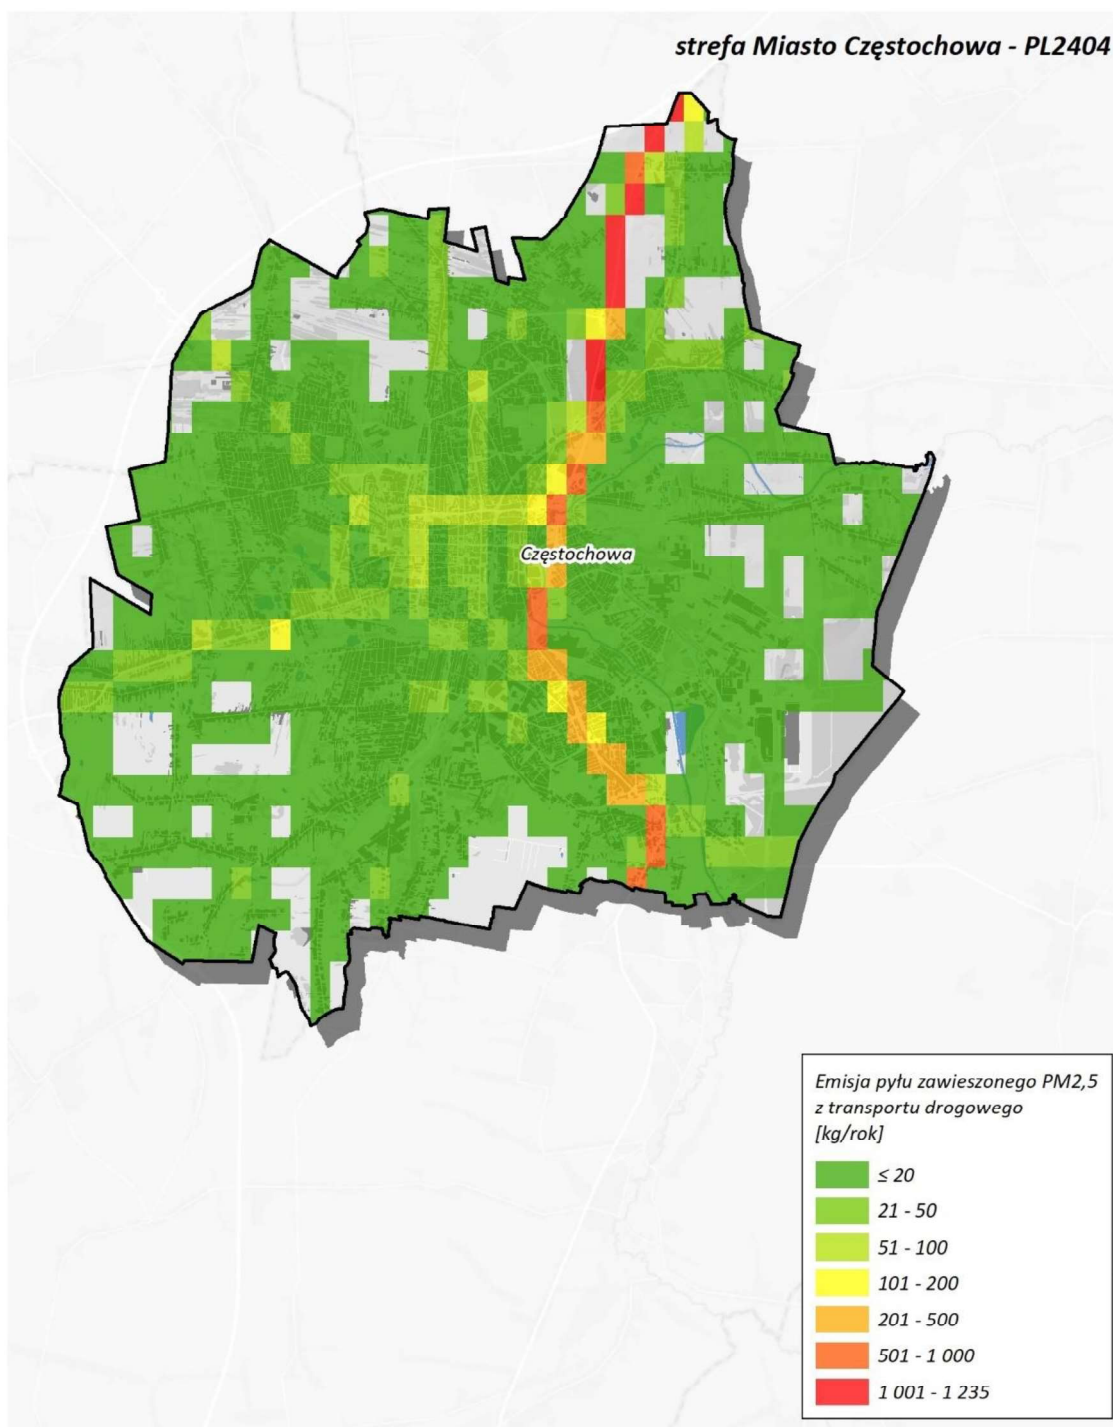 strefa Miasto Częstochowa - PL2404
Częstochowa
Emisja pyłu zawieszonego PM2,5
z transportu drogowego
[kg/rok]
≤ 20
21 - 50
51 - 100
101 - 200
201 - 500
501 - 1 000
1 001 - 1 235